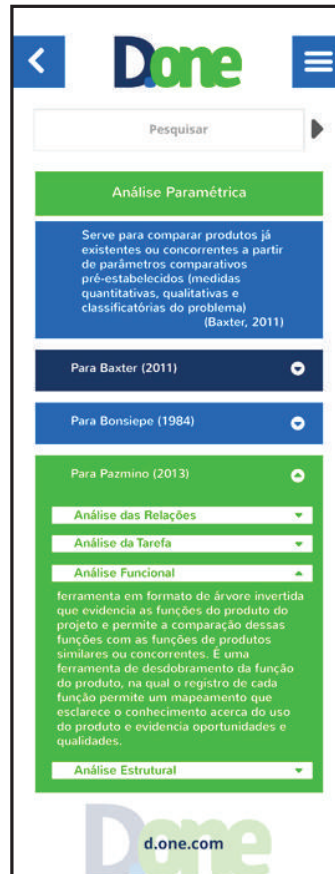 D.one
Pesquisar
Análise Paramétrica
Serve para comparar produtos já
existentes ou concorrentes a partir
de parâmetros comparativos
pré-estabelecidos (medidas
quantitativas, qualitativas e
classificatórias do problema)
(Baxter, 2011)
Para Baxter (2011)
Para Bonsiepe (1984)
Para Pazmino (2013)
Análise das Relações
Análise da Tarefa
Análise Funcional
ferramenta em formato de árvore invertida
que evidencia as funções do produto do
projeto e permite a comparação dessas
funções com as funções de produtos
similares ou concorrentes. É uma
ferramenta de desdobramento da função
do produto, na qual o registro de cada
função permite um mapeamento que
esclarece o conhecimento acerca do uso
do produto e evidencia oportunidades e
qualidades.
Análise Estrutural
D.one
d.one.com